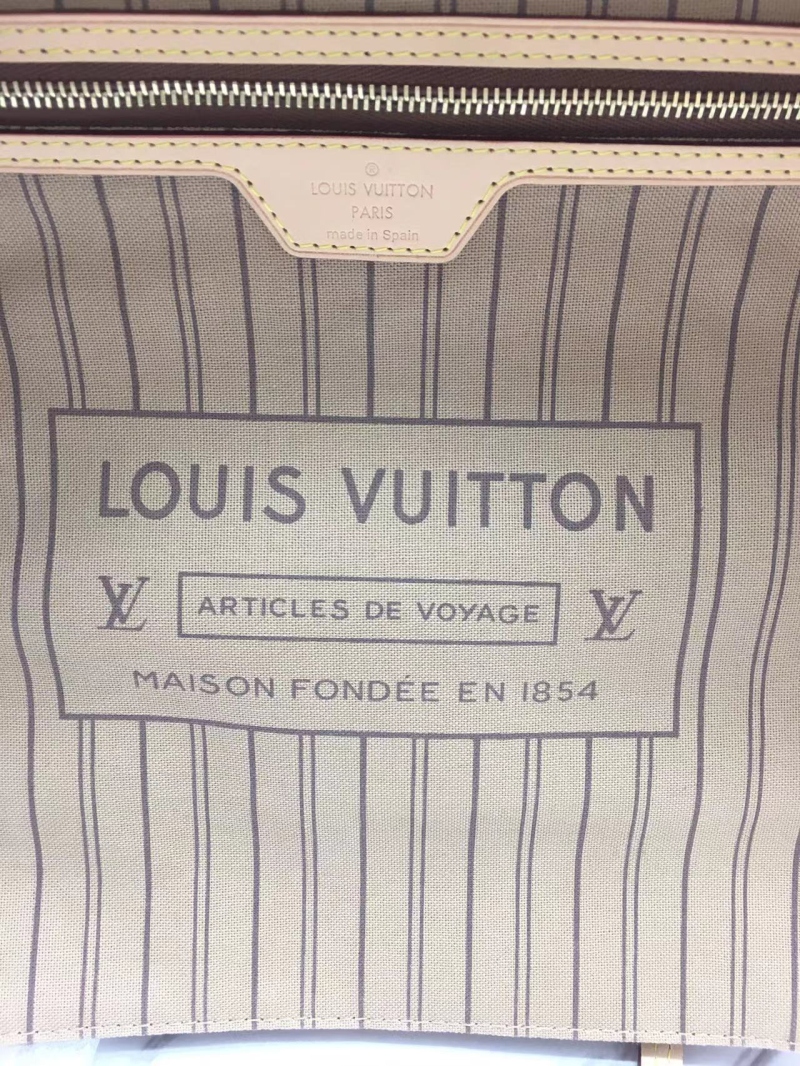 ®
LOUIS VUITTON
PARIS
made in Spain
LOUIS VUITTON
LV ARTICLES DE VOYAGE LV
MAISON FONDÉE EN 1854